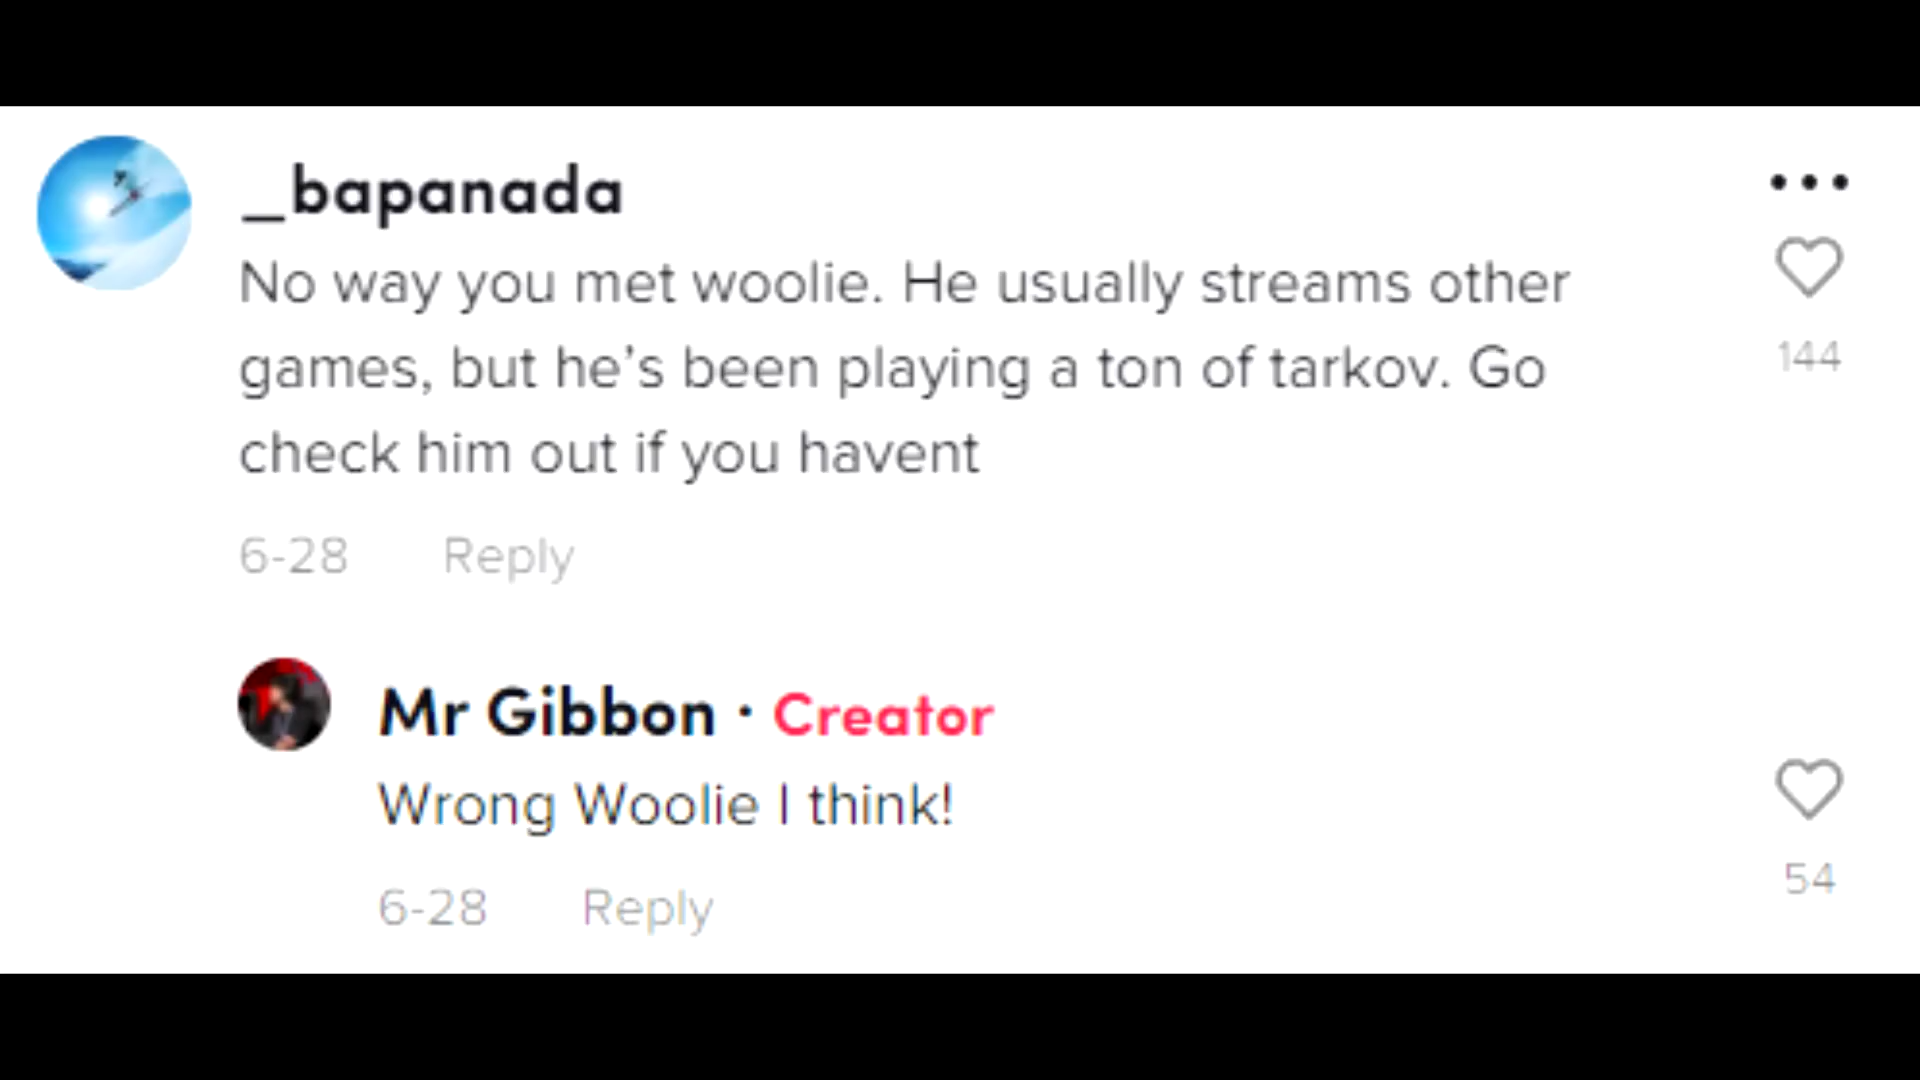 _bapanada
No way you met woolie. He usually streams other
games, but he's been playing a ton of tarkov. Go
check him out if you havent
144
6-28 Reply
Mr Gibbon · Creator
Wrong Woolie I think!
54
6-28 Reply